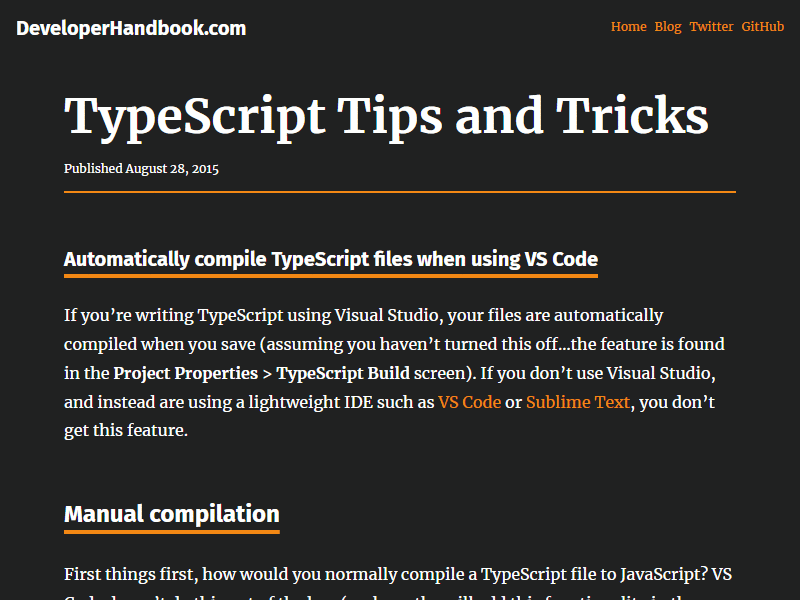 DeveloperHandbook.com
Home Blog Twitter GitHub
TypeScript Tips and Tricks
Published August 28, 2015
Automatically compile TypeScript files when using VS Code
If you’re writing TypeScript using Visual Studio, your files are automatically
compiled when you save (assuming you haven’t turned this off…the feature is found
in the Project Properties > TypeScript Build screen). If you don’t use Visual Studio,
and instead are using a lightweight IDE such as VS Code or Sublime Text, you don’t
get this feature.
Manual compilation
First things first, how would you normally compile a TypeScript file to JavaScript? VS